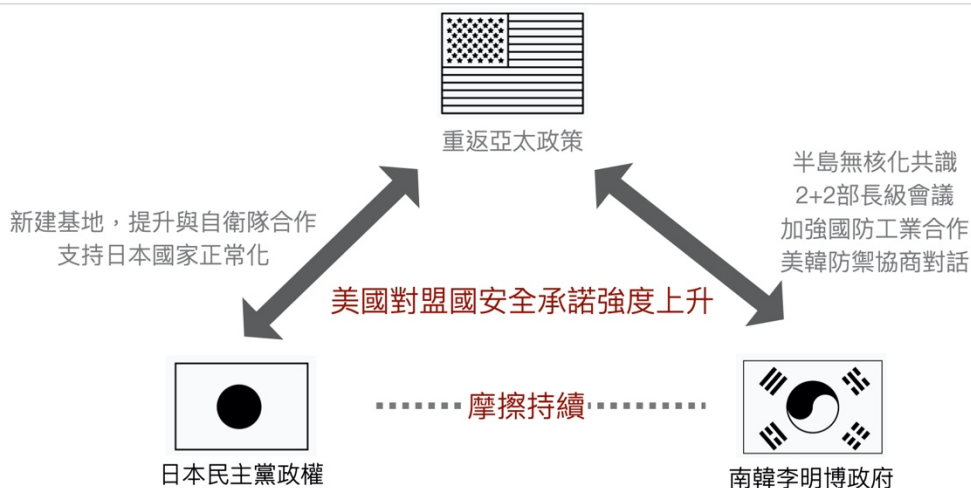 重返亞太政策
新建基地，提升與自衛隊合作
支持日本國家正常化
半島無核化共識
2+2部長級會議
加強國防工業合作
美韓防禦協商對話
美國對盟國安全承諾強度上升
摩擦持續
日本民主黨政權
南韓李明博政府